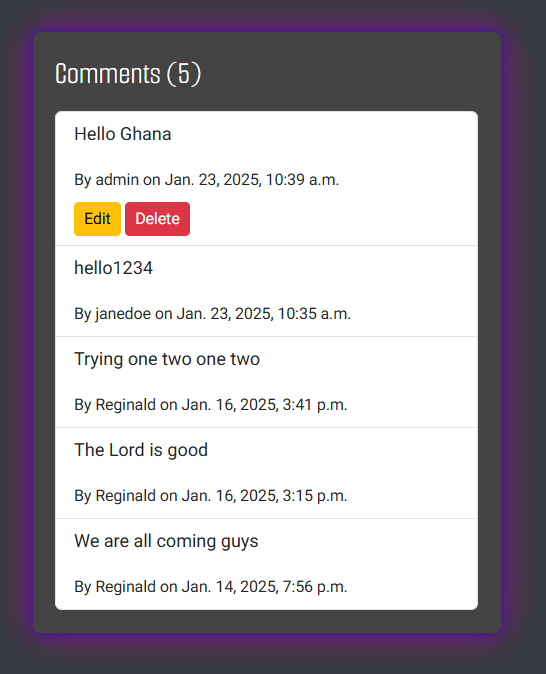 Comments (5)
Hello Ghana
By admin on Jan. 23, 2025, 10:39 a.m.
Edit Delete
hello1234
By janedoe on Jan. 23, 2025, 10:35 a.m.
Trying one two one two
By Reginald on Jan. 16, 2025, 3:41 p.m.
The Lord is good
By Reginald on Jan. 16, 2025, 3:15 p.m.
We are all coming guys
By Reginald on Jan. 14, 2025, 7:56 p.m.